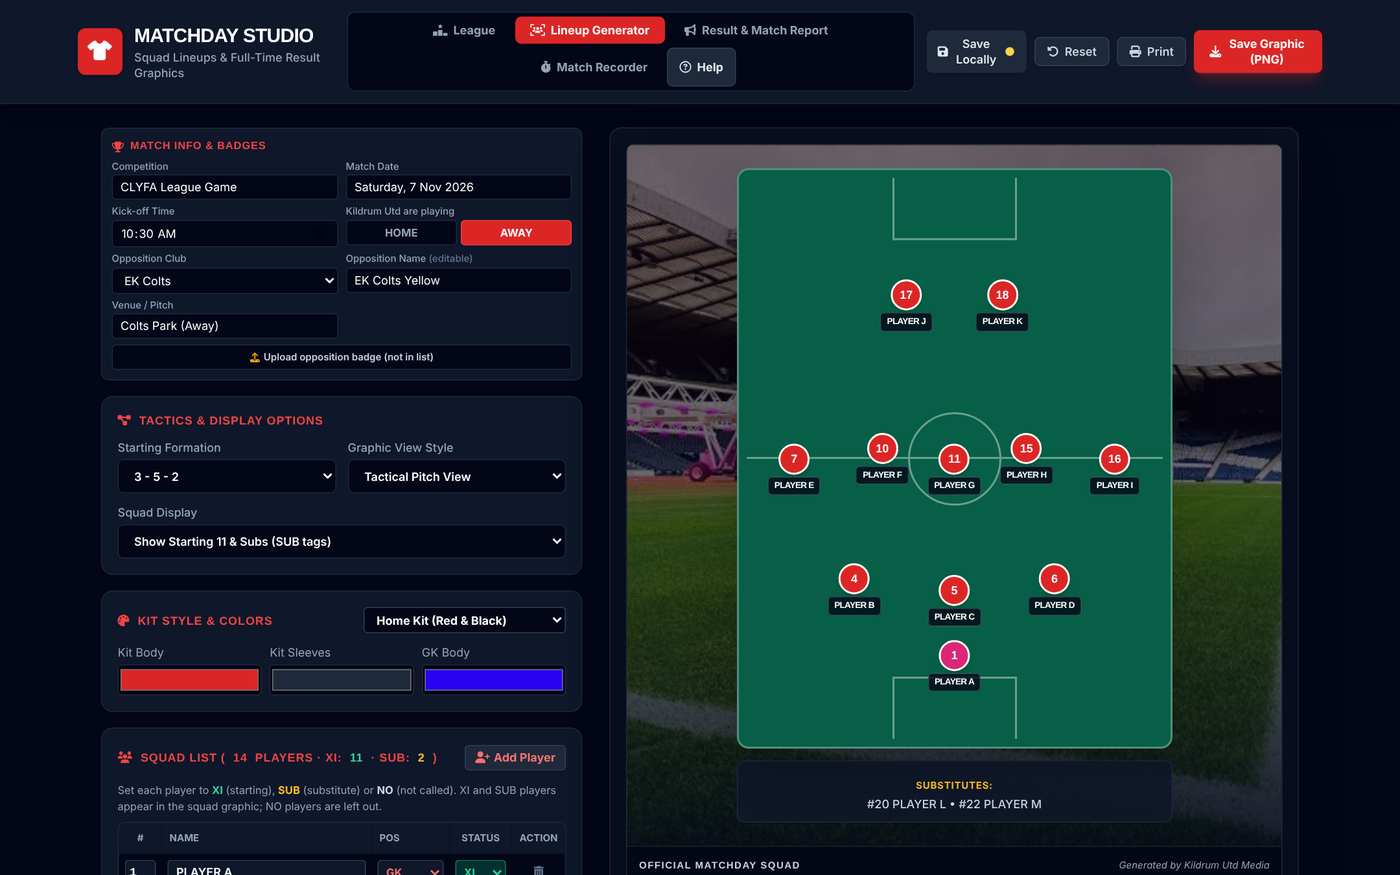 MATCHDAY STUDIO
Squad Lineups & Full-Time Result
Graphics
League
Lineup Generator
Result & Match Report
Match Recorder
Help
Save
Locally
Reset
Print
Save Graphic
(PNG)
MATCH INFO & BADGES
Competition
Match Date
CLYFA League Game
Saturday, 7 Nov 2026
Kick-off Time
Kildrum Utd are playing
10:30 AM
HOME
AWAY
Opposition Club
Opposition Name (editable)
EK Colts
EK Colts Yellow
Venue / Pitch
Colts Park (Away)
Upload opposition badge (not in list)
TACTICS & DISPLAY OPTIONS
Starting Formation
Graphic View Style
3 - 5 - 2
Tactical Pitch View
Squad Display
Show Starting 11 & Subs (SUB tags)
KIT STYLE & COLORS
Home Kit (Red & Black)
Kit Body
Kit Sleeves
GK Body
SQUAD LIST ( 14 PLAYERS · XI: 11 · SUB: 2 )
Add Player
Set each player to XI (starting), SUB (substitute) or NO (not called). XI and SUB players
appear in the squad graphic; NO players are left out.
# NAME POS STATUS ACTION
1 PLAYER A GK XI
17
18
PLAYER J
PLAYER K
7
10
11
15
16
PLAYER E
PLAYER F
PLAYER G
PLAYER H
PLAYER I
4
5
6
PLAYER B
PLAYER C
PLAYER D
1
PLAYER A
SUBSTITUTES:
#20 PLAYER L • #22 PLAYER M
OFFICIAL MATCHDAY SQUAD
Generated by Kildrum Utd Media